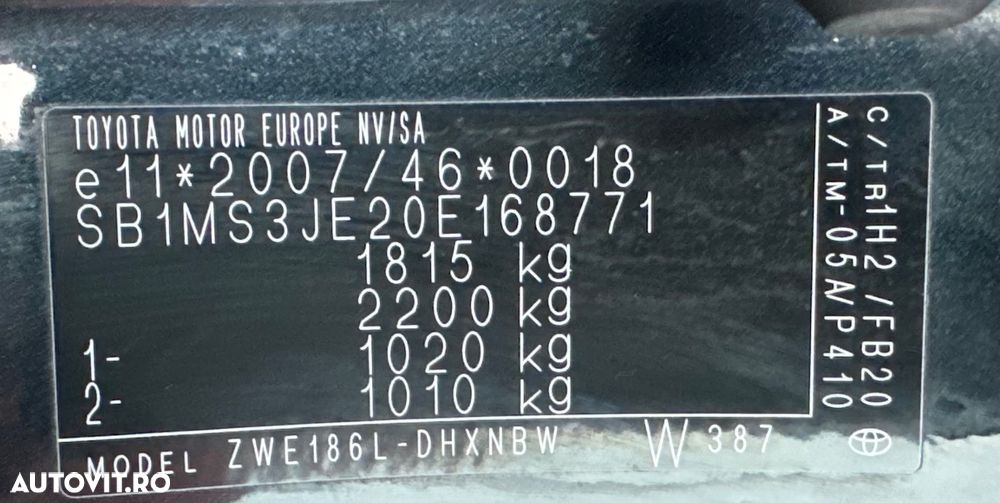 TOYOTA MOTOR EUROPE NV/SA
e11*2007/46*0018
SB1MS3JE20E168771
1815 kg
2200 kg
1- 1020 kg
2- 1010 kg
MODEL ZWE186L-DHXNBW W387
C/TR1H2/FB20
A/TM-05A/P410
AUTOVIT.RO